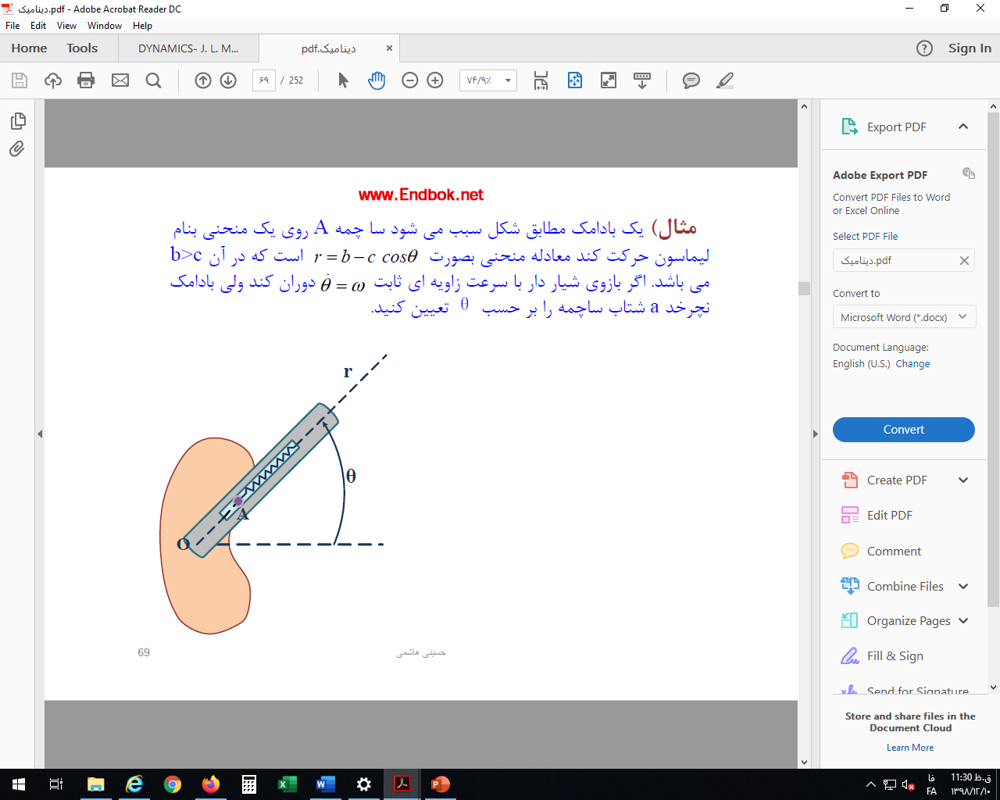 دینامیک.pdf - Adobe Acrobat Reader DC
File Edit View Window Help
Home Tools DYNAMICS- J. L. M... دینامیک.pdf × Sign In
۶۹ / 252 ۷۴/۹٪
Export PDF
Adobe Export PDF
Convert PDF Files to Word
or Excel Online
Select PDF File
دینامیک.pdf
Convert to
Microsoft Word (*.docx)
Document Language:
English (U.S.) Change
Convert
Create PDF
Edit PDF
Comment
Combine Files
Organize Pages
Fill & Sign
Send for Signature
Store and share files in the
Document Cloud
Learn More
www.Endbok.net
مثال) یک بادامک مطابق شکل سبب می شود سا چمه A روی یک منحنی بنام
لیماسون حرکت کند معادله منحنی بصورت r = b − c cosθ است که در آن b>c
می باشد. اگر بازوی شیار دار با سرعت زاویه ای ثابت θ̇ = ω دوران کند ولی بادامک
نچرخد a شتاب ساچمه را بر حسب θ تعیین کنید.
r
θ
A
O
69
حسینی هاشمی
فا
FA
11:30 ق.ظ
۱۳۹۸/۱۲/۱۰